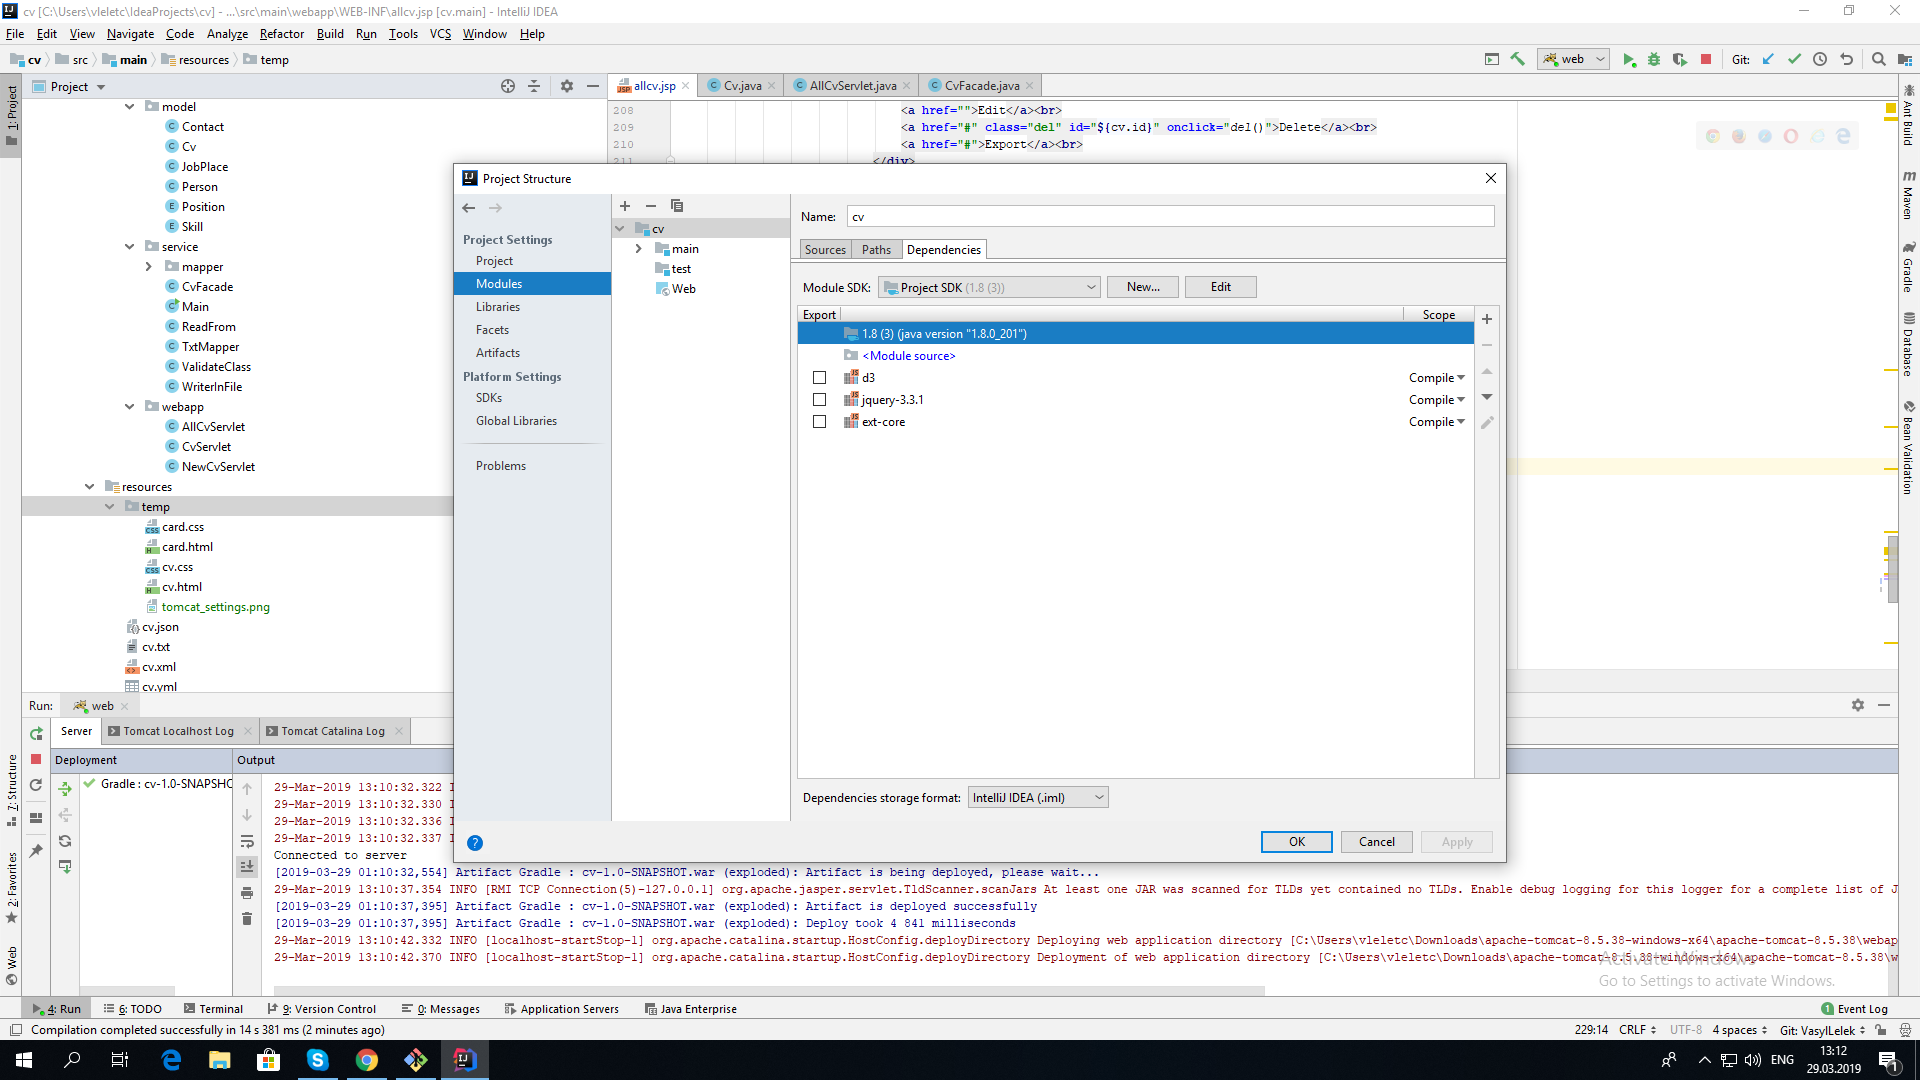 cv [C:\Users\vleletc\IdeaProjects\cv] - ...\src\main\webapp\WEB-INF\allcv.jsp [cv.main] - IntelliJ IDEA
File Edit View Navigate Code Analyze Refactor Build Run Tools VCS Window Help
cv src main resources temp
web Git:
Project
allcv.jsp Cv.java AllCvServlet.java CvFacade.java
1: Project
model
Contact
Cv
JobPlace
Person
Position
Skill
service
mapper
CvFacade
Main
ReadFrom
TxtMapper
ValidateClass
WriterInFile
webapp
AllCvServlet
CvServlet
NewCvServlet
resources
temp
card.css
card.html
cv.css
cv.html
tomcat_settings.png
cv.json
cv.txt
cv.xml
cv.yml
208 <a href="">Edit</a><br>
209 <a href="#" class="del" id="${cv.id}" onclick="del()">Delete</a><br>
210 <a href="#">Export</a><br>
211 </div>
Ant Build
Maven
Gradle
Database
Bean Validation
Project Structure
Project Settings
Project
Modules
Libraries
Facets
Artifacts
Platform Settings
SDKs
Global Libraries
Problems
cv
main
test
Web
Name: cv
Sources Paths Dependencies
Module SDK: Project SDK (1.8 (3)) New... Edit
Export Scope
1.8 (3) (java version "1.8.0_201")
<Module source>
d3 Compile
jquery-3.3.1 Compile
ext-core Compile
Dependencies storage format: IntelliJ IDEA (.iml)
OK Cancel Apply
Run: web
Server Tomcat Localhost Log Tomcat Catalina Log
Deployment Output
Gradle : cv-1.0-SNAPSHO
7: Structure
2: Favorites
Web
29-Mar-2019 13:10:32.322 I
29-Mar-2019 13:10:32.330 I
29-Mar-2019 13:10:32.336 I
29-Mar-2019 13:10:32.337 I
Connected to server
[2019-03-29 01:10:32,554] Artifact Gradle : cv-1.0-SNAPSHOT.war (exploded): Artifact is being deployed, please wait...
29-Mar-2019 13:10:37.354 INFO [RMI TCP Connection(5)-127.0.0.1] org.apache.jasper.servlet.TldScanner.scanJars At least one JAR was scanned for TLDs yet contained no TLDs. Enable debug logging for this logger for a complete list of J
[2019-03-29 01:10:37,395] Artifact Gradle : cv-1.0-SNAPSHOT.war (exploded): Artifact is deployed successfully
[2019-03-29 01:10:37,395] Artifact Gradle : cv-1.0-SNAPSHOT.war (exploded): Deploy took 4 841 milliseconds
29-Mar-2019 13:10:42.332 INFO [localhost-startStop-1] org.apache.catalina.startup.HostConfig.deployDirectory Deploying web application directory [C:\Users\vleletc\Downloads\apache-tomcat-8.5.38-windows-x64\apache-tomcat-8.5.38\webap
29-Mar-2019 13:10:42.370 INFO [localhost-startStop-1] org.apache.catalina.startup.HostConfig.deployDirectory Deployment of web application directory [C:\Users\vleletc\Downloads\apache-tomcat-8.5.38-windows-x64\apache-tomcat-8.5.38\w
Activate Windows
Go to Settings to activate Windows.
4: Run 6: TODO Terminal 9: Version Control 0: Messages Application Servers Java Enterprise 1 Event Log
Compilation completed successfully in 14 s 381 ms (2 minutes ago) 229:14 CRLF UTF-8 4 spaces Git: VasylLelek
ENG 13:12
29.03.2019 1